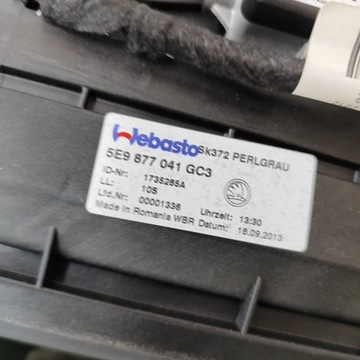 Webasto Sk372 PERLGRAU
5E9 877 041 GC3
ID-Nr: 1735285A
LL: 10S
Lfd.Nr: 00001336 Uhrzeit: 13:30
Made in Romania WBR Datum: 18.09.2013